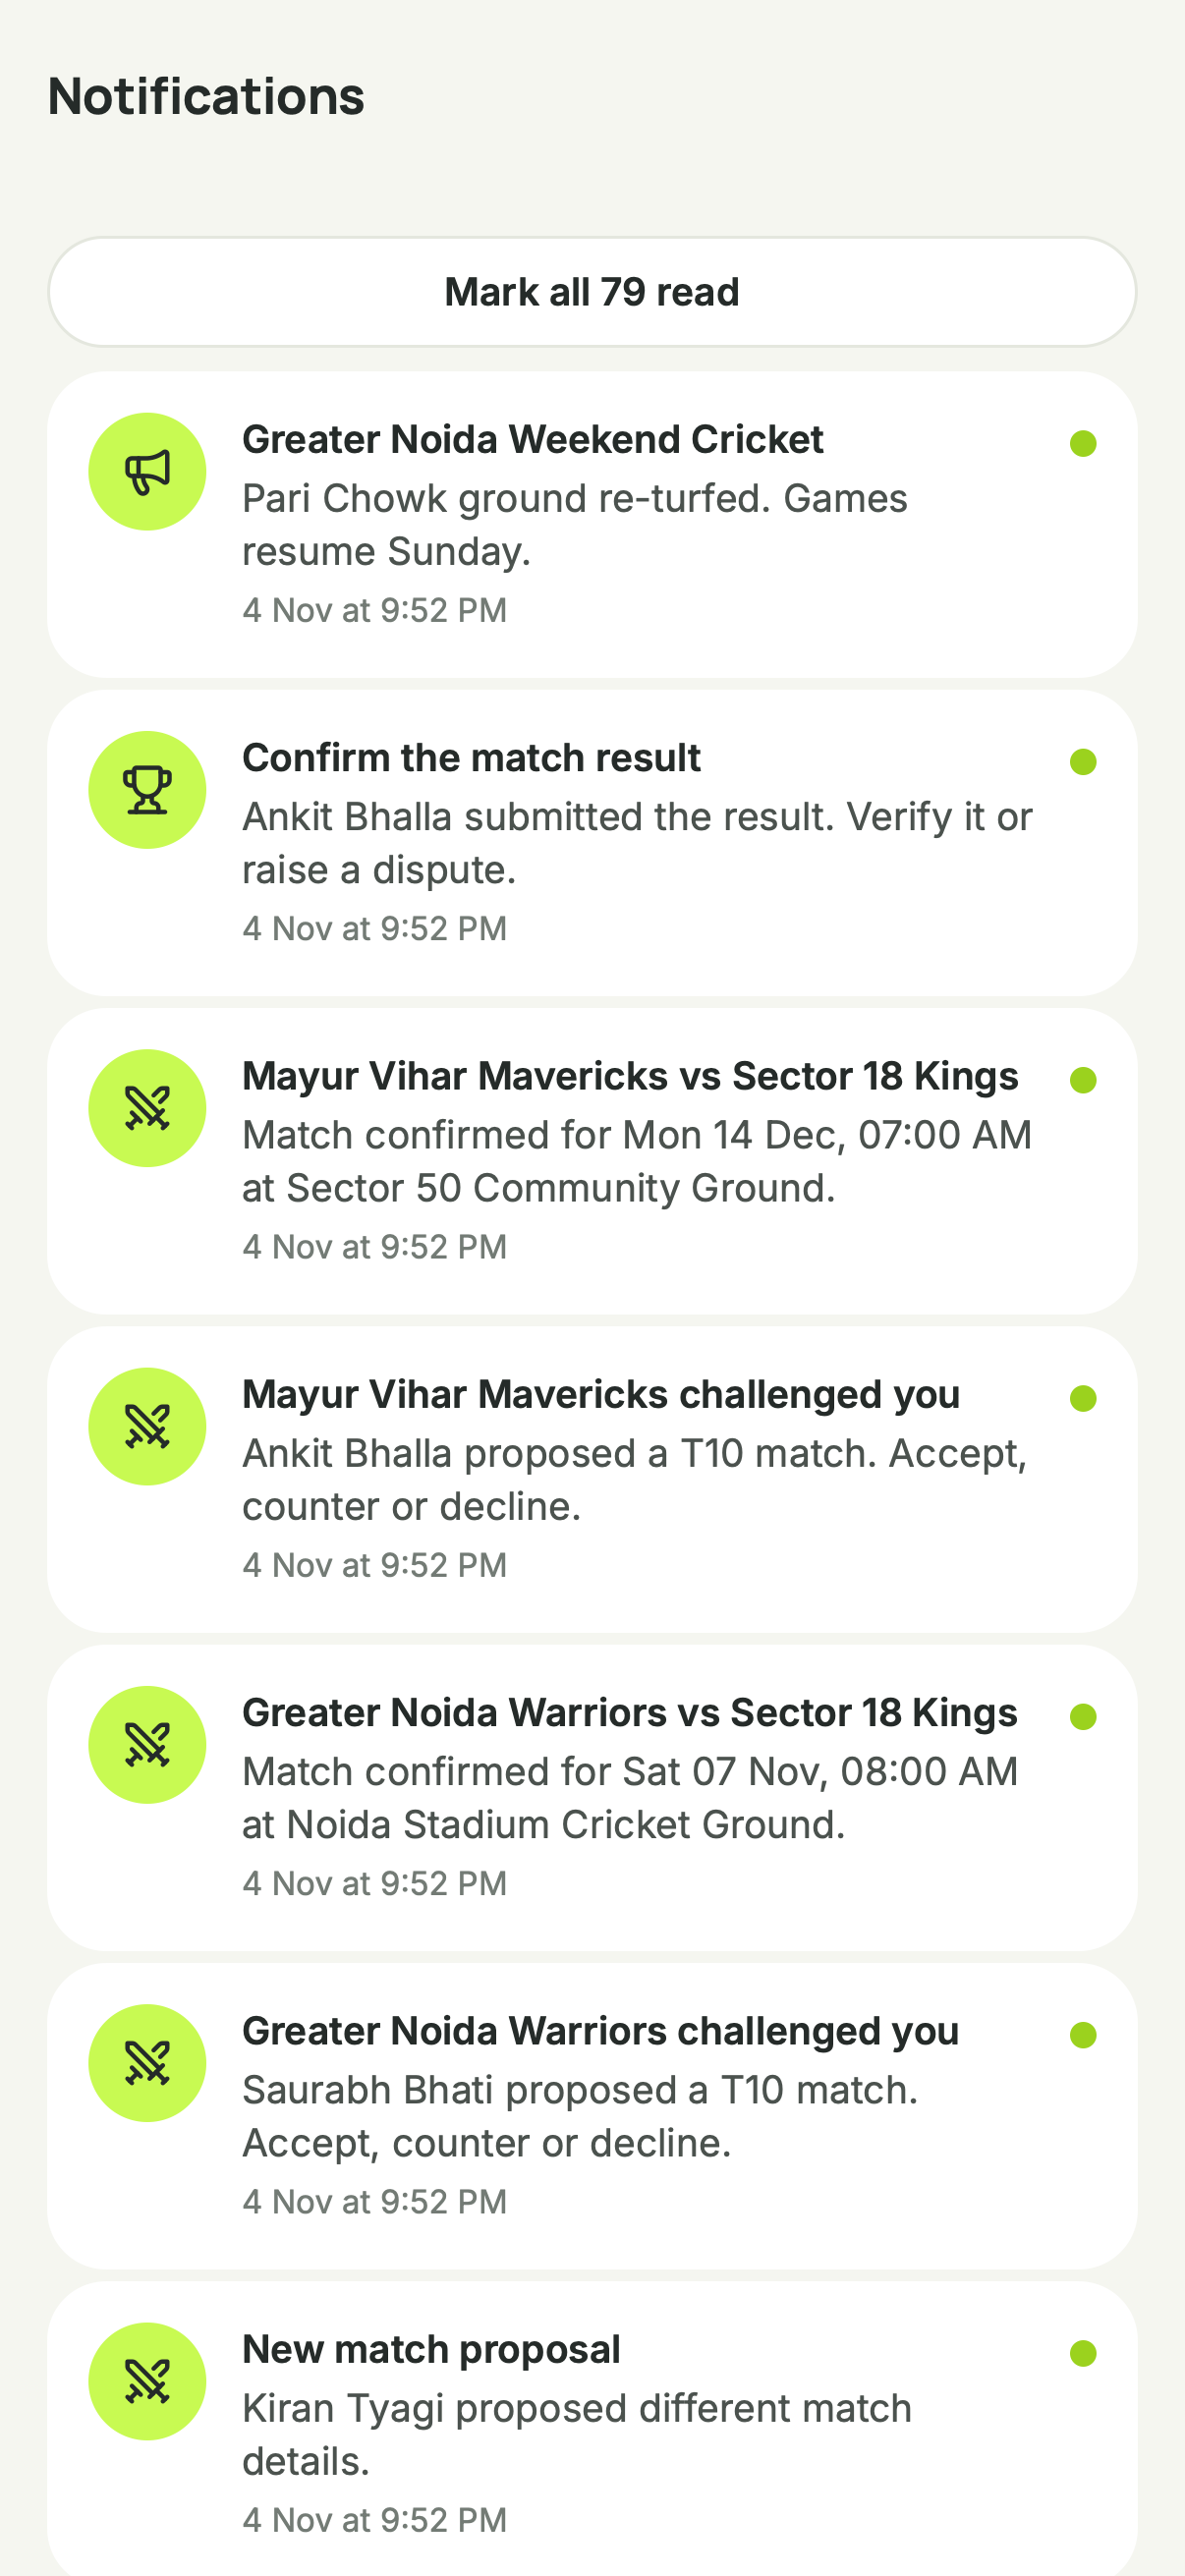 Notifications
Mark all 79 read
Greater Noida Weekend Cricket
Pari Chowk ground re-turfed. Games
resume Sunday.
4 Nov at 9:52 PM
Confirm the match result
Ankit Bhalla submitted the result. Verify it or
raise a dispute.
4 Nov at 9:52 PM
Mayur Vihar Mavericks vs Sector 18 Kings
Match confirmed for Mon 14 Dec, 07:00 AM
at Sector 50 Community Ground.
4 Nov at 9:52 PM
Mayur Vihar Mavericks challenged you
Ankit Bhalla proposed a T10 match. Accept,
counter or decline.
4 Nov at 9:52 PM
Greater Noida Warriors vs Sector 18 Kings
Match confirmed for Sat 07 Nov, 08:00 AM
at Noida Stadium Cricket Ground.
4 Nov at 9:52 PM
Greater Noida Warriors challenged you
Saurabh Bhati proposed a T10 match.
Accept, counter or decline.
4 Nov at 9:52 PM
New match proposal
Kiran Tyagi proposed different match
details.
4 Nov at 9:52 PM